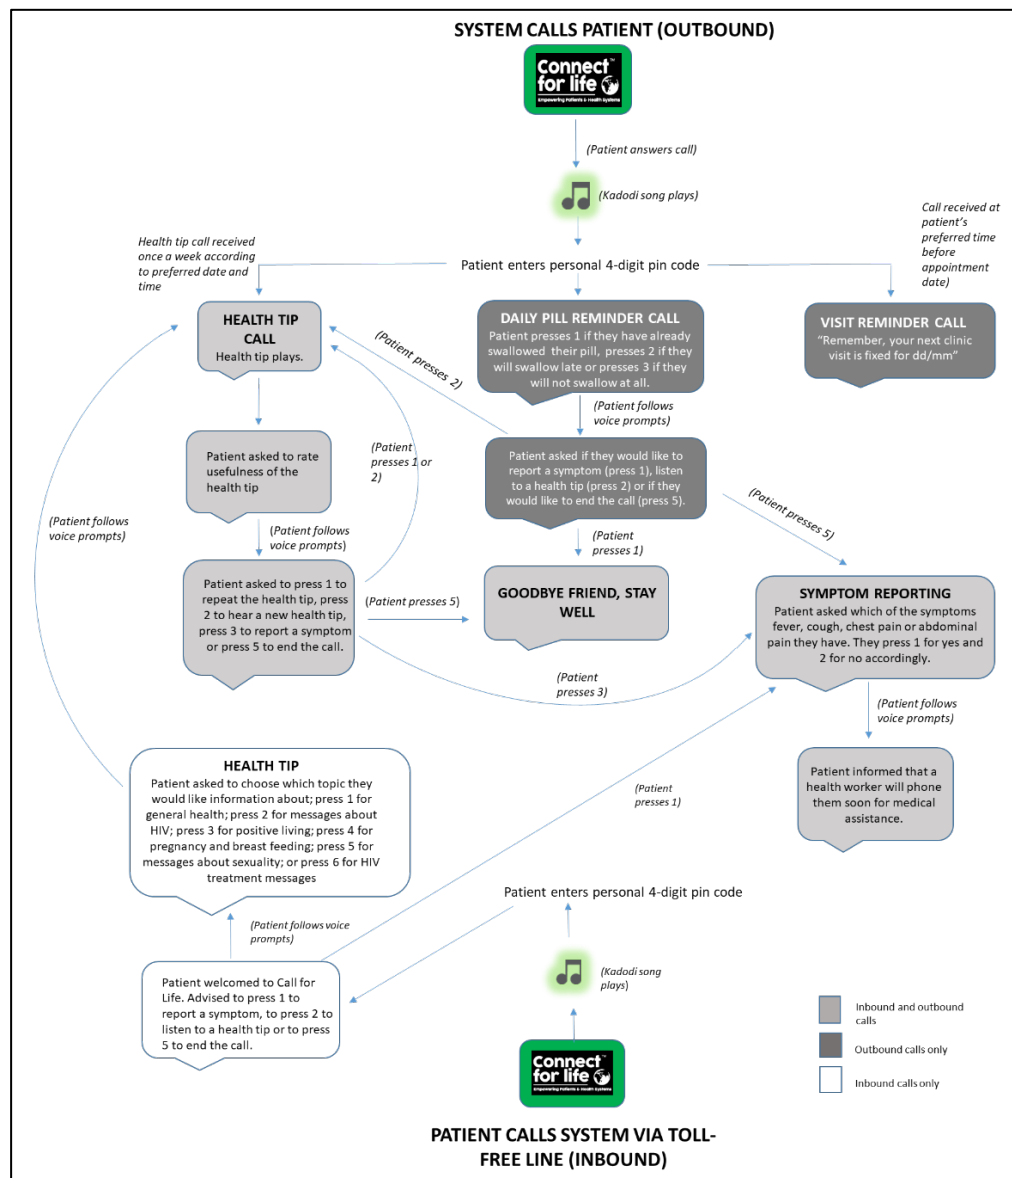 SYSTEM CALLS PATIENT (OUTBOUND)
Connect™
for life
Empowering Patients & Health Systems
(Patient answers call)
(Kadodi song plays)
Call received at
patient's
preferred time
before
appointment
date)
Health tip call received
once a week according
to preferred date and
time
Patient enters personal 4-digit pin code
HEALTH TIP
CALL
Health tip plays.
DAILY PILL REMINDER CALL
Patient presses 1 if they have already
swallowed their pill, presses 2 if they
will swallow late or presses 3 if they
will not swallow at all.
VISIT REMINDER CALL
“Remember, your next clinic
visit is fixed for dd/mm”
(Patient presses 2)
(Patient follows
voice prompts)
(Patient
presses 1 or
2)
Patient asked to rate
usefulness of the
health tip
Patient asked if they would like to
report a symptom (press 1), listen
to a health tip (press 2) or if they
would like to end the call (press 5).
(Patient presses 5)
(Patient follows
voice prompts)
(Patient follows
voice prompts)
(Patient
presses 1)
Patient asked to press 1 to
repeat the health tip, press
2 to hear a new health tip,
press 3 to report a symptom
or press 5 to end the call.
(Patient presses 5)
GOODBYE FRIEND, STAY
WELL
SYMPTOM REPORTING
Patient asked which of the symptoms
fever, cough, chest pain or abdominal
pain they have. They press 1 for yes and
2 for no accordingly.
(Patient
presses 3)
(Patient follows
voice prompts)
HEALTH TIP
Patient asked to choose which topic they
would like information about; press 1 for
general health; press 2 for messages about
HIV; press 3 for positive living; press 4 for
pregnancy and breast feeding; press 5 for
messages about sexuality; or press 6 for HIV
treatment messages
(Patient
presses 1)
Patient informed that a
health worker will phone
them soon for medical
assistance.
Patient enters personal 4-digit pin code
(Patient follows voice
prompts)
(Kadodi song
plays)
Patient welcomed to Call for
Life. Advised to press 1 to
report a symptom, to press 2 to
listen to a health tip or to press
5 to end the call.
Connect™
for life
Empowering Patients & Health Systems
Inbound and outbound
calls
Outbound calls only
Inbound calls only
PATIENT CALLS SYSTEM VIA TOLL-
FREE LINE (INBOUND)